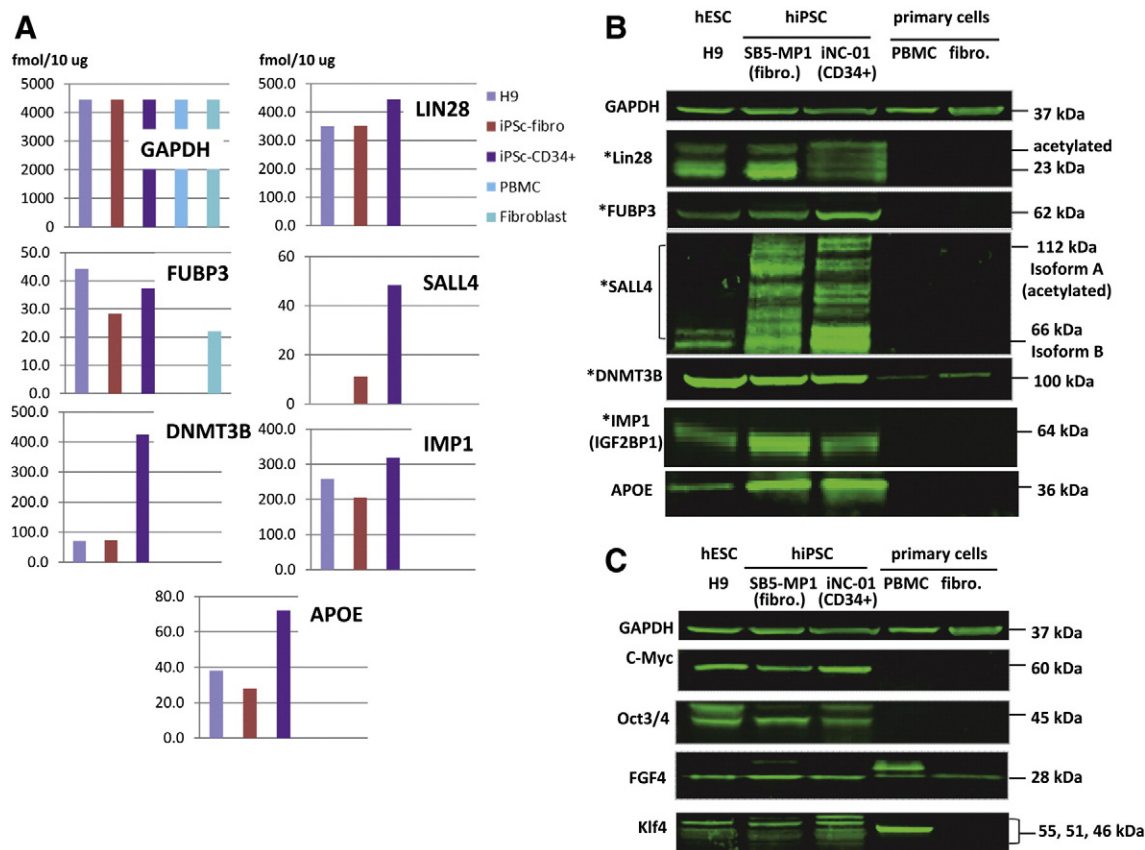 A
fmol/10 ug
5000
4000
3000
2000
1000
0
GAPDH
fmol/10 ug
500.0
400.0
300.0
200.0
100.0
0.0
LIN28
H9
iPSc-fibro
iPSc-CD34+
PBMC
Fibroblast
50.0
40.0
30.0
20.0
10.0
0.0
FUBP3
60
40
20
0
SALL4
500.0
400.0
300.0
200.0
100.0
0.0
DNMT3B
400.0
300.0
200.0
100.0
0.0
IMP1
80.0
60.0
40.0
20.0
0.0
APOE
B
hESC hiPSC primary cells
H9 SB5-MP1 iNC-01 PBMC fibro.
(fibro.) (CD34+)
GAPDH 37 kDa
acetylated
*Lin28 23 kDa
*FUBP3 62 kDa
112 kDa
Isoform A
*SALL4 (acetylated)
66 kDa
Isoform B
*DNMT3B 100 kDa
*IMP1 64 kDa
(IGF2BP1)
APOE 36 kDa
C
hESC hiPSC primary cells
H9 SB5-MP1 iNC-01 PBMC fibro.
(fibro.) (CD34+)
GAPDH 37 kDa
C-Myc 60 kDa
Oct3/4 45 kDa
FGF4 28 kDa
Klf4 55, 51, 46 kDa